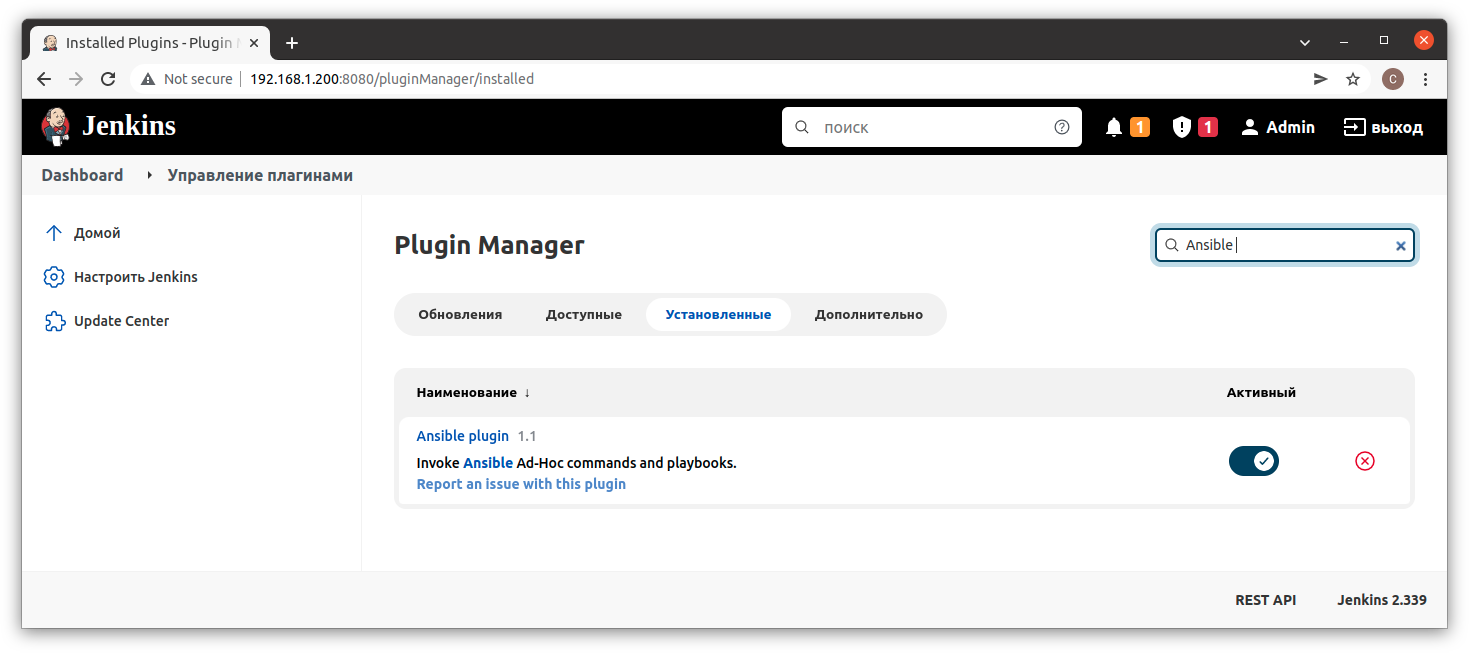 Installed Plugins - Plugin
Not secure 192.168.1.200:8080/pluginManager/installed
C
Jenkins
поиск
1
1
Admin
выход
Dashboard
Управление плагинами
Домой
Настроить Jenkins
Update Center
Plugin Manager
Ansible
Обновления
Доступные
Установленные
Дополнительно
Наименование ↓
Активный
Ansible plugin 1.1
Invoke Ansible Ad-Hoc commands and playbooks.
Report an issue with this plugin
REST API
Jenkins 2.339